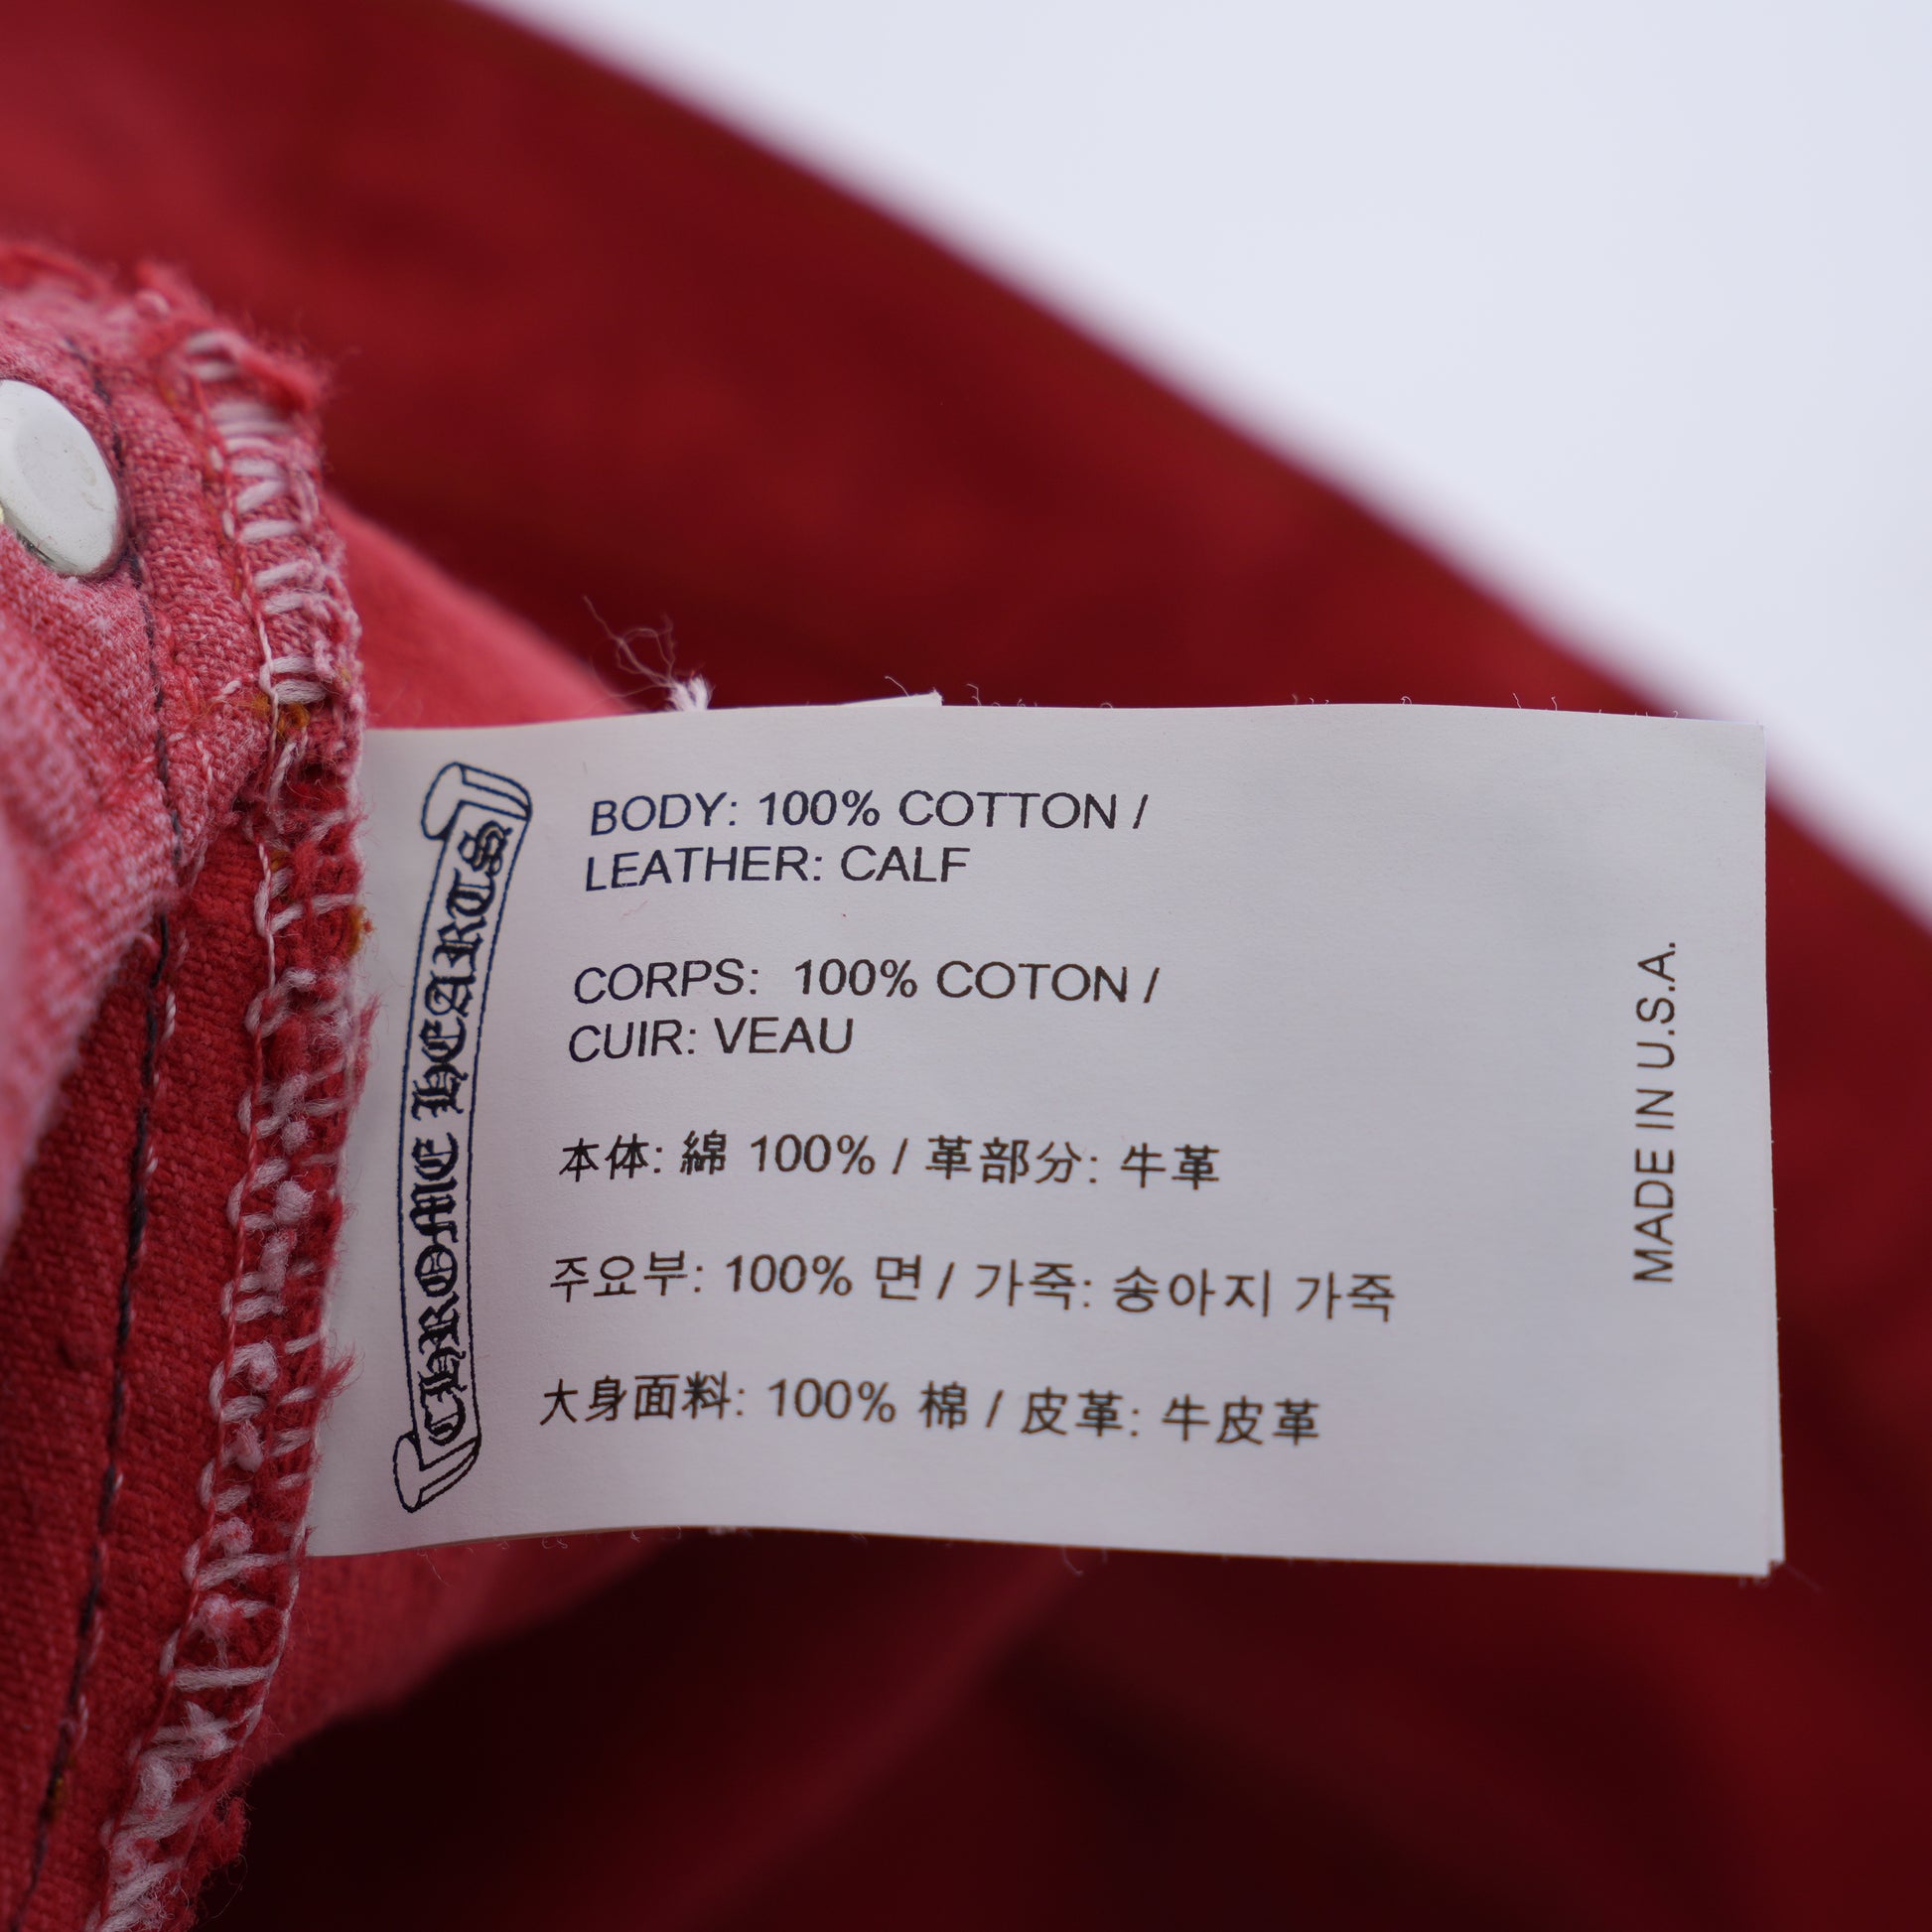 CHROME HEARTS
BODY: 100% COTTON /
LEATHER: CALF
CORPS: 100% COTON /
CUIR: VEAU
本体: 綿 100% / 革部分: 牛革
주요부: 100% 면 / 가죽: 송아지 가죽
大身面料: 100% 棉 / 皮革: 牛皮革
MADE IN U.S.A.